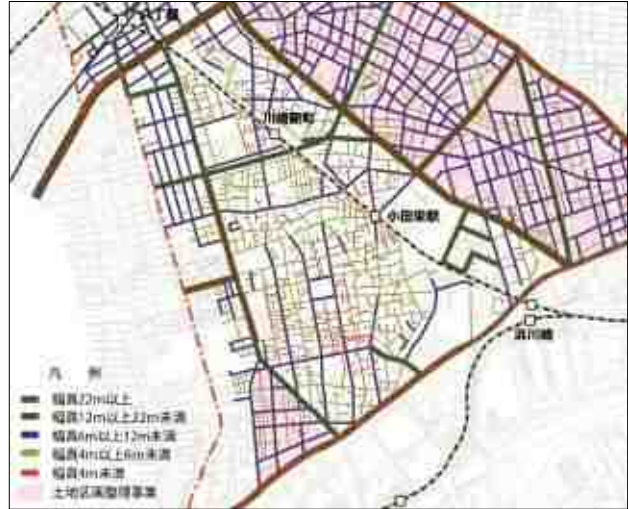 八丁畷
川崎新町
小田栄駅
浜川崎
凡 例
幅員22m以上
幅員12m以上22m未満
幅員6m以上12m未満
幅員4m以上6m未満
幅員4m未満
土地区画整理事業